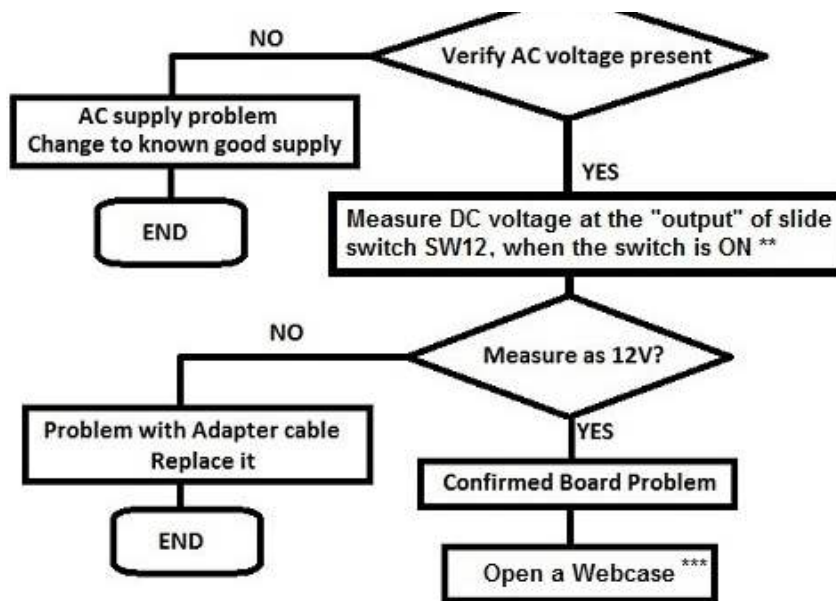 NO
Verify AC voltage present
AC supply problem
Change to known good supply
YES
END
Measure DC voltage at the "output" of slide
switch SW12, when the switch is ON **
NO
Measure as 12V?
Problem with Adapter cable
Replace it
YES
Confirmed Board Problem
END
Open a Webcase ***